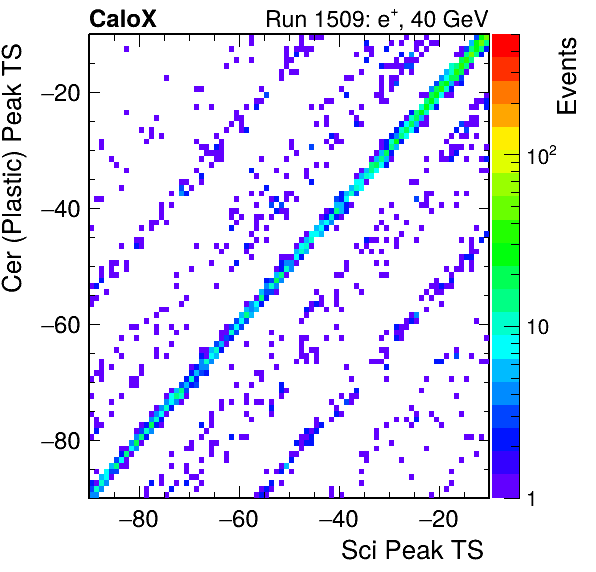 CaloX
Run 1509: e⁺, 40 GeV
Cer (Plastic) Peak TS
−20
−40
−60
−80
−80
−60
−40
−20
Sci Peak TS
Events
10²
10
1